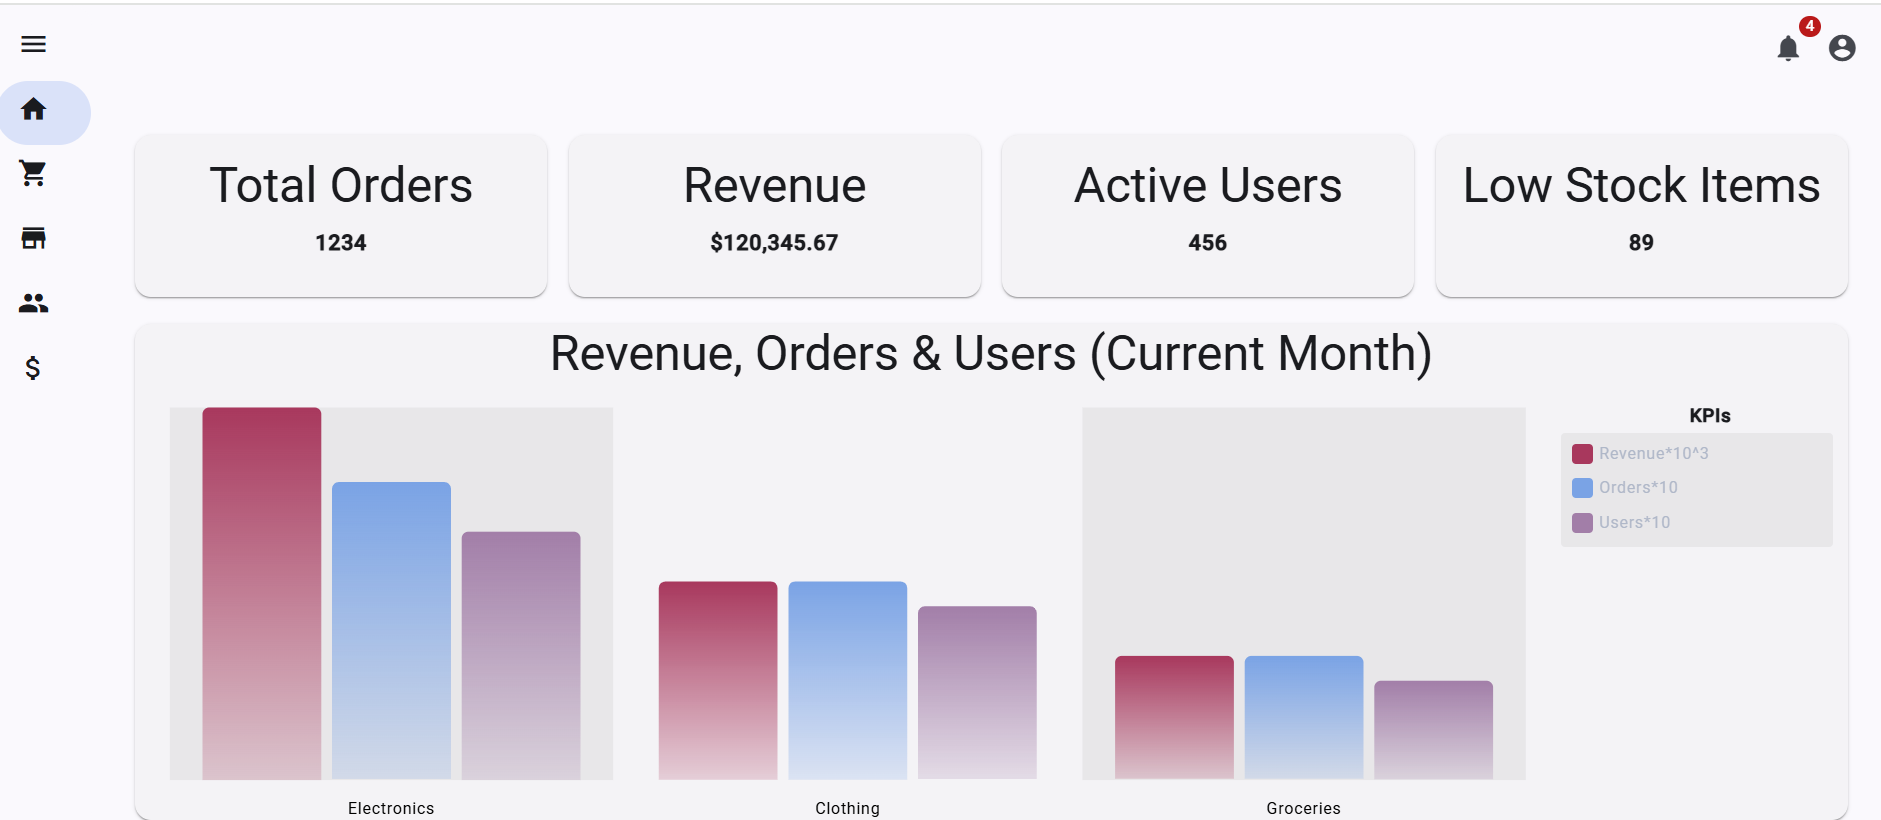 4
Total Orders
1234
Revenue
$120,345.67
Active Users
456
Low Stock Items
89
Revenue, Orders & Users (Current Month)
KPIs
Revenue*10^3
Orders*10
Users*10
Electronics
Clothing
Groceries